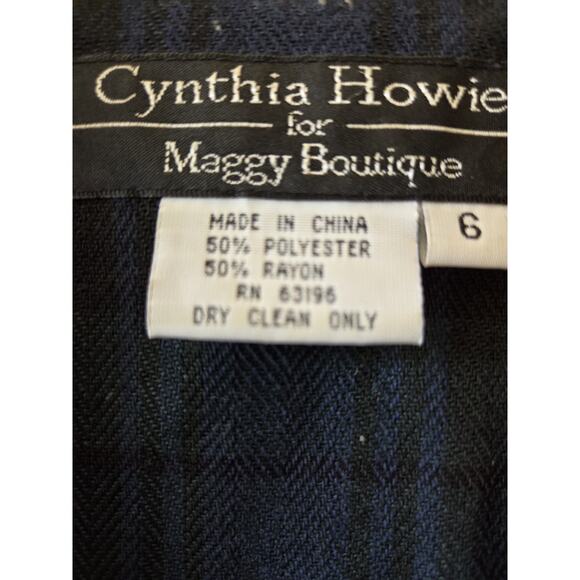 Cynthia Howie
for
Maggy Boutique
MADE IN CHINA
50% POLYESTER
50% RAYON
RN 63196
DRY CLEAN ONLY
6